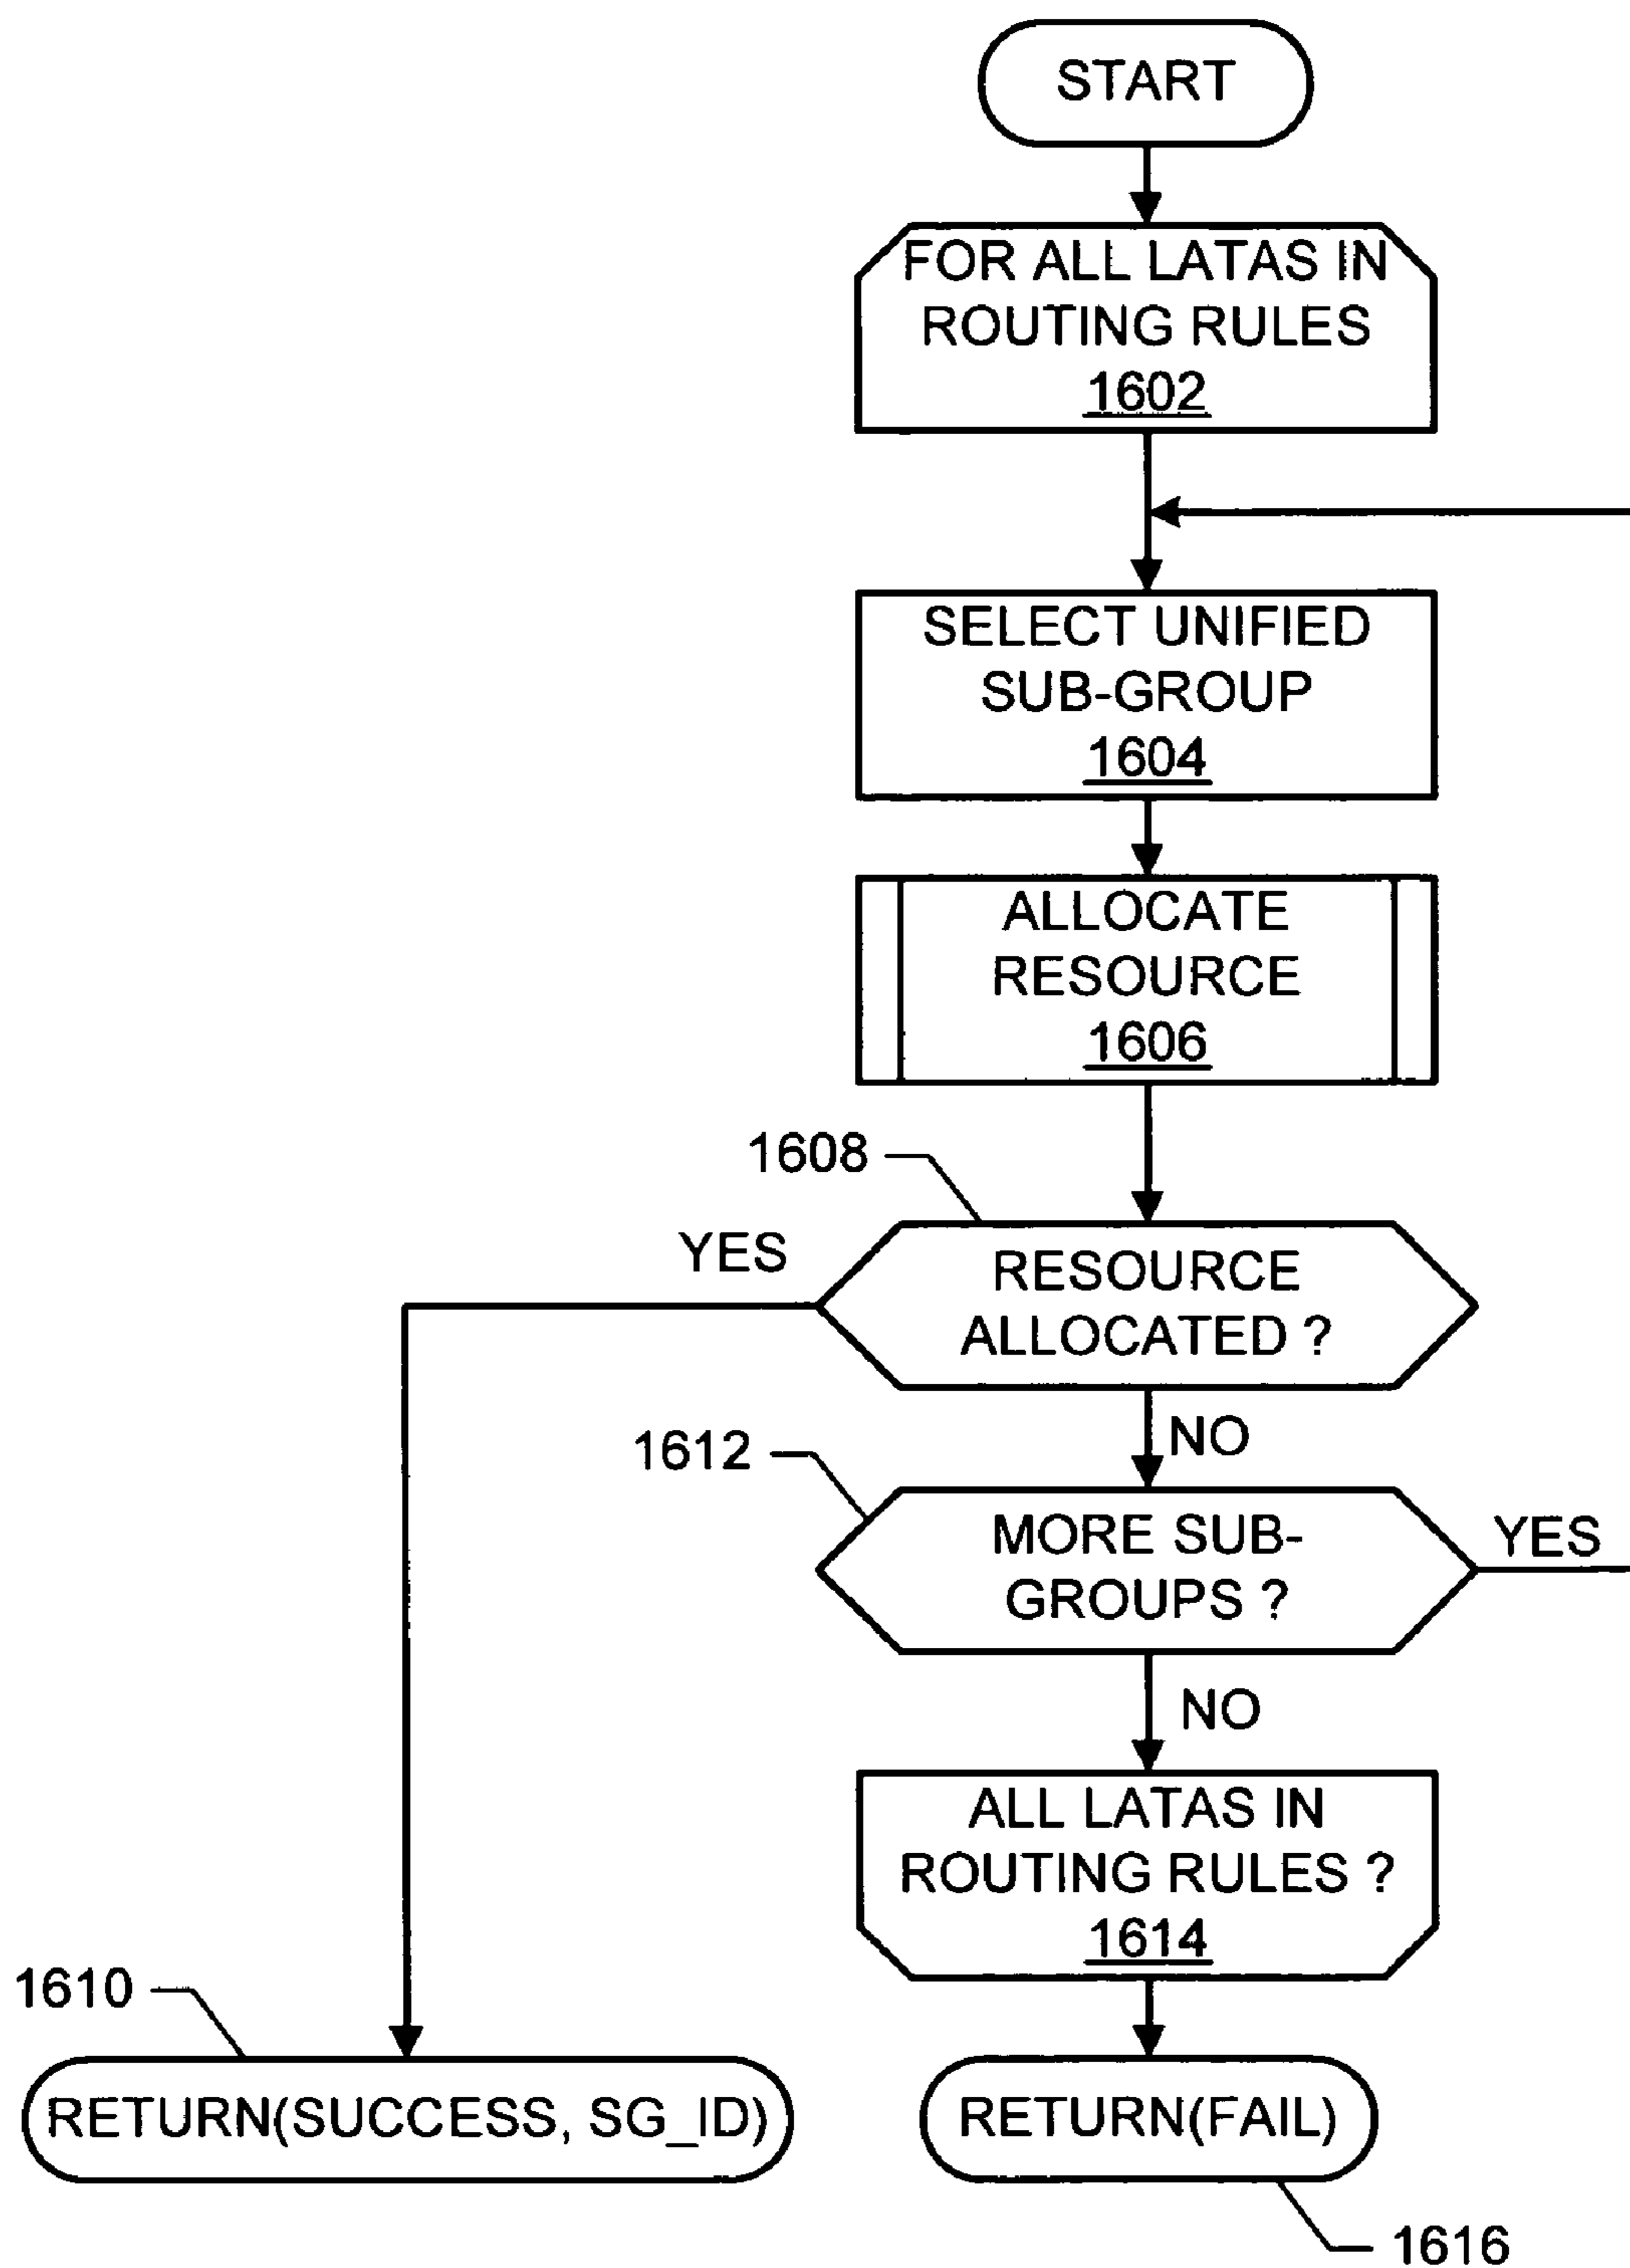 START
FOR ALL LATAS IN
ROUTING RULES
1602
SELECT UNIFIED
SUB-GROUP
1604
ALLOCATE
RESOURCE
1606
1608
YES
RESOURCE
ALLOCATED ?
NO
1612
MORE SUB-
GROUPS ?
YES
NO
ALL LATAS IN
ROUTING RULES ?
1614
1610
RETURN(SUCCESS, SG_ID)
RETURN(FAIL)
1616